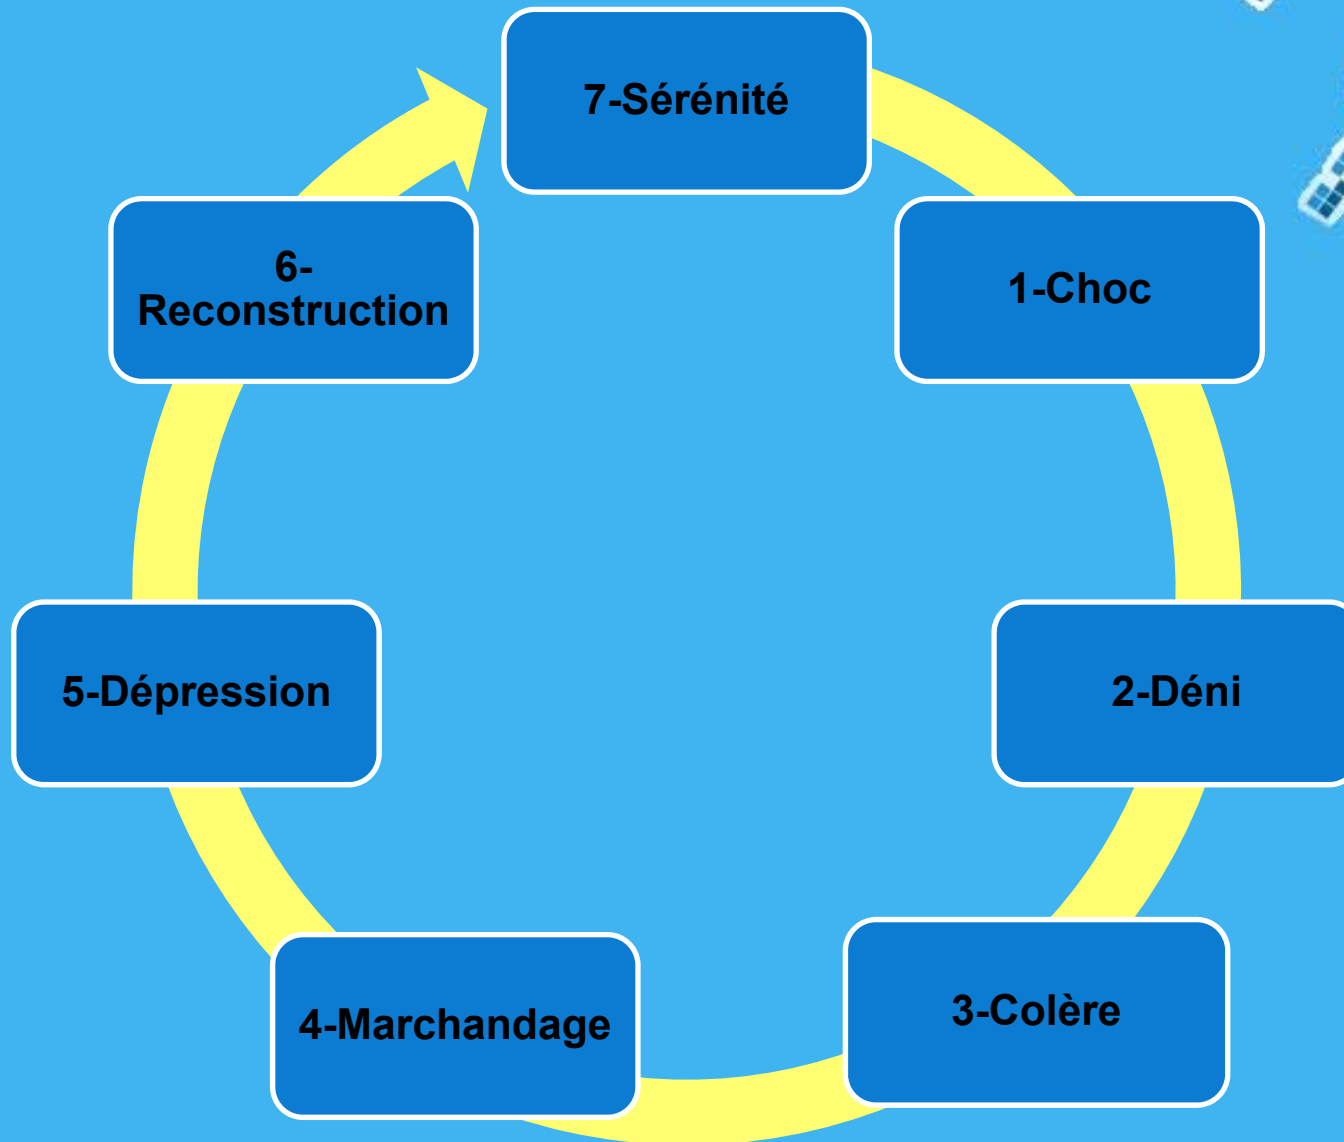 7-Sérénité
1-Choc
2-Déni
3-Colère
4-Marchandage
5-Dépression
6-
Reconstruction